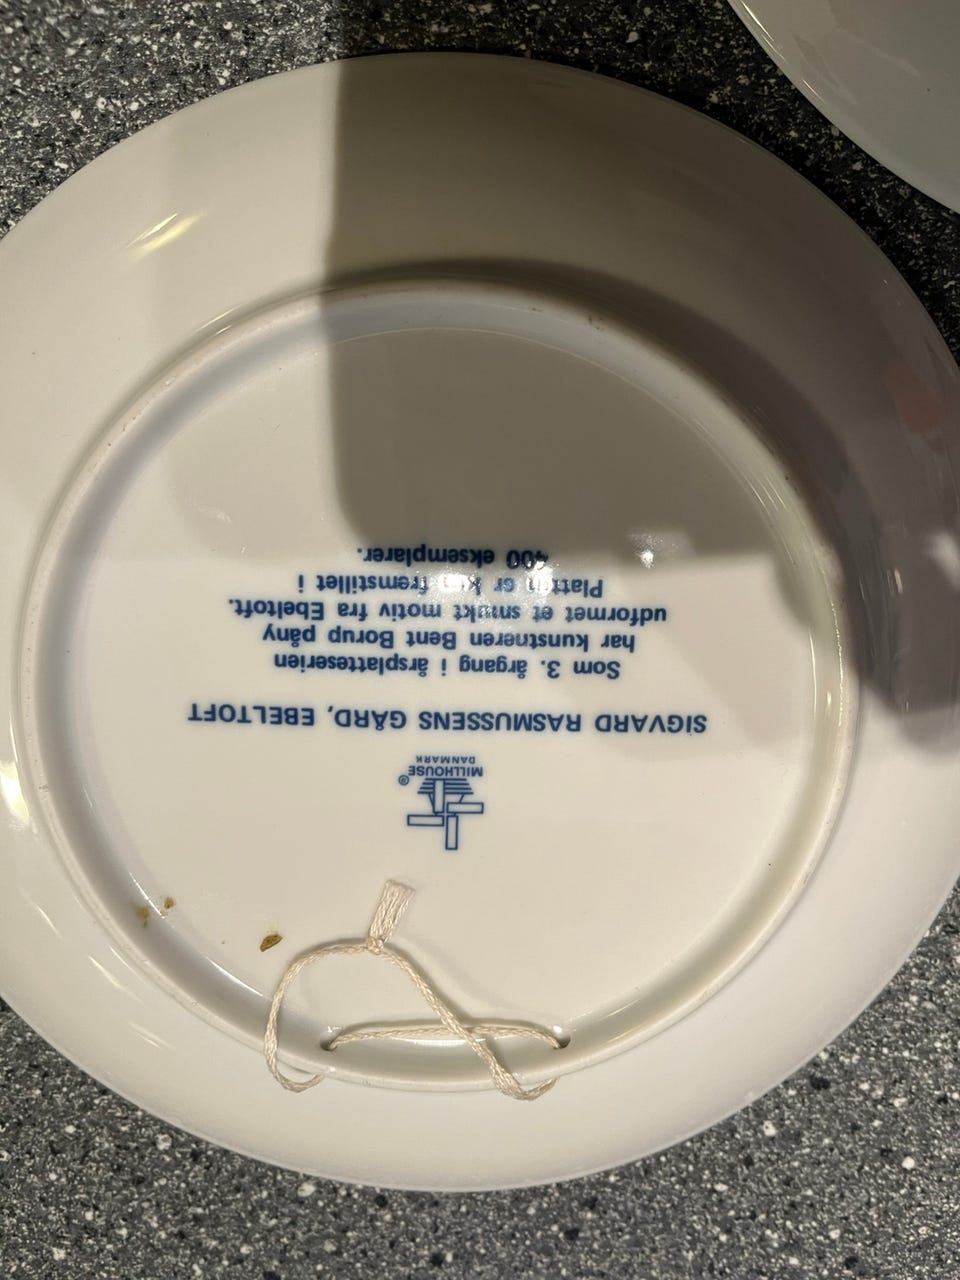 MILLHOUSE®
DANMARK
SIGVARD RASMUSSENS GÅRD, EBELTOFT
Som 3. årgang i årsplatteserien
har kunstneren Bent Borup påny
udformet et smukt motiv fra Ebeltoft.
Platten er kun fremstillet i
400 eksemplarer.